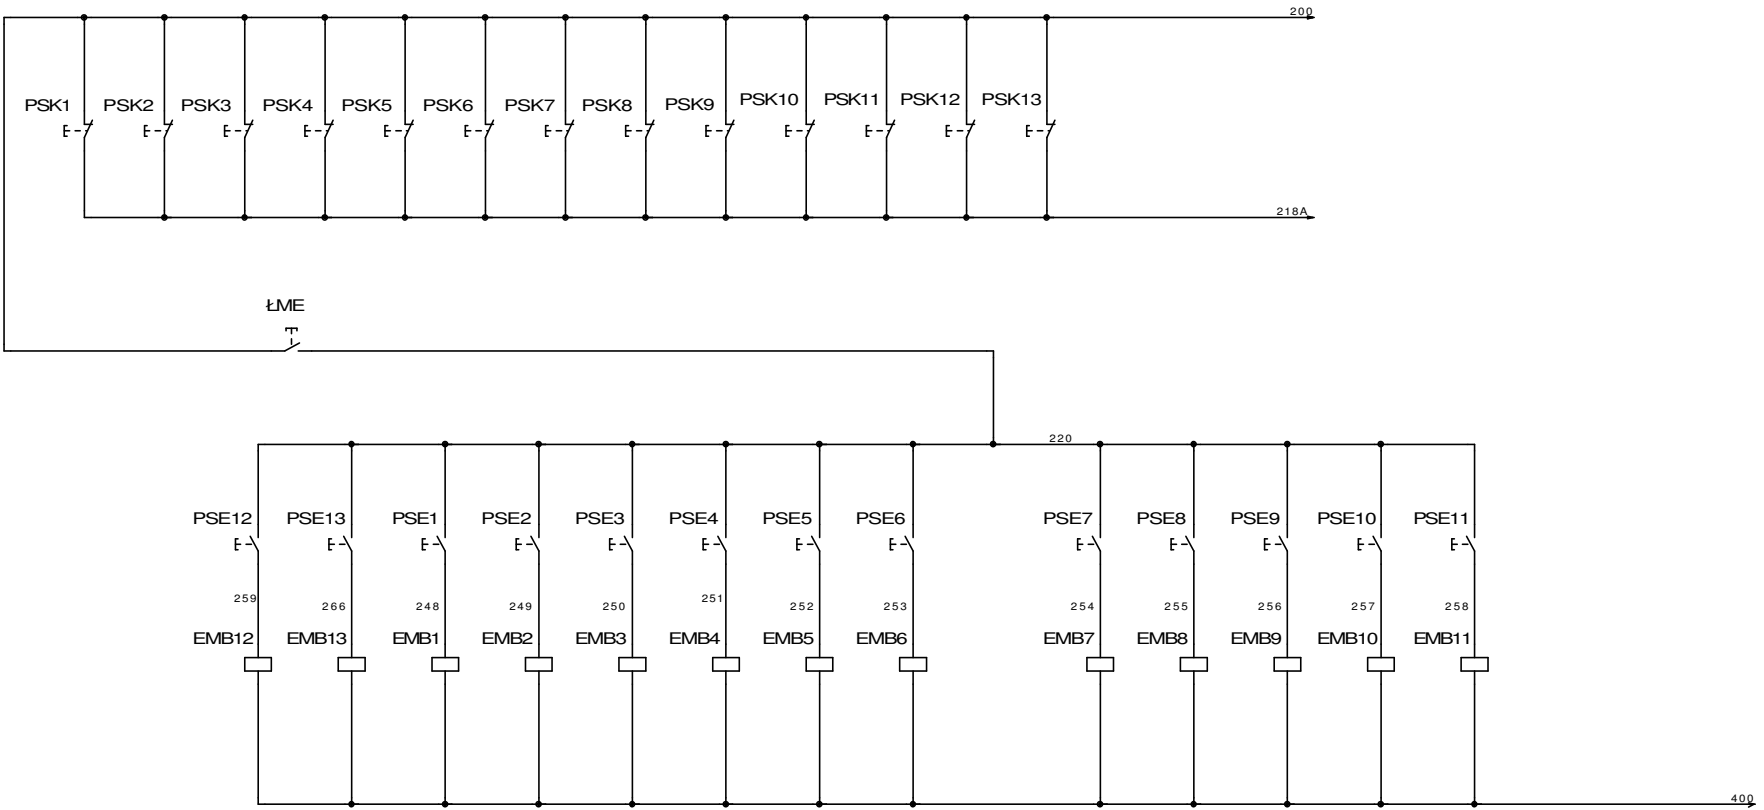 200
PSK1 PSK2 PSK3 PSK4 PSK5 PSK6 PSK7 PSK8 PSK9 PSK10 PSK11 PSK12 PSK13
218A
ŁME
220
PSE12 PSE13 PSE1 PSE2 PSE3 PSE4 PSE5 PSE6 PSE7 PSE8 PSE9 PSE10 PSE11
259 266 248 249 250 251 252 253 254 255 256 257 258
EMB12 EMB13 EMB1 EMB2 EMB3 EMB4 EMB5 EMB6 EMB7 EMB8 EMB9 EMB10 EMB11
400